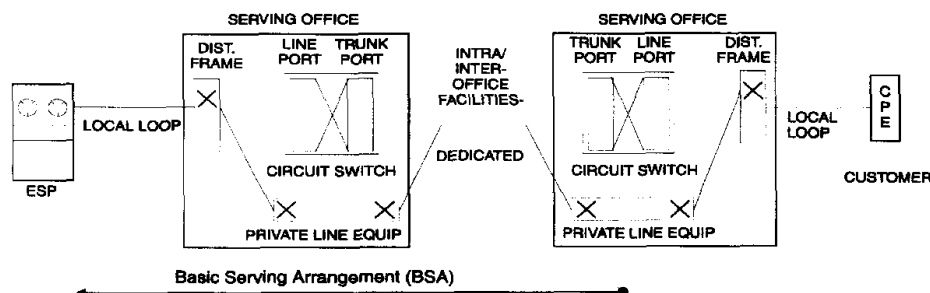 SERVING OFFICE
SERVING OFFICE
DIST.
FRAME
LINE
PORT
TRUNK
PORT
INTRA/
INTER-
OFFICE
FACILITIES-
TRUNK
PORT
LINE
PORT
DIST.
FRAME
LOCAL LOOP
DEDICATED
LOCAL
LOOP
C
P
E
ESP
CIRCUIT SWITCH
CIRCUIT SWITCH
CUSTOMER
PRIVATE LINE EQUIP
PRIVATE LINE EQUIP
Basic Serving Arrangement (BSA)